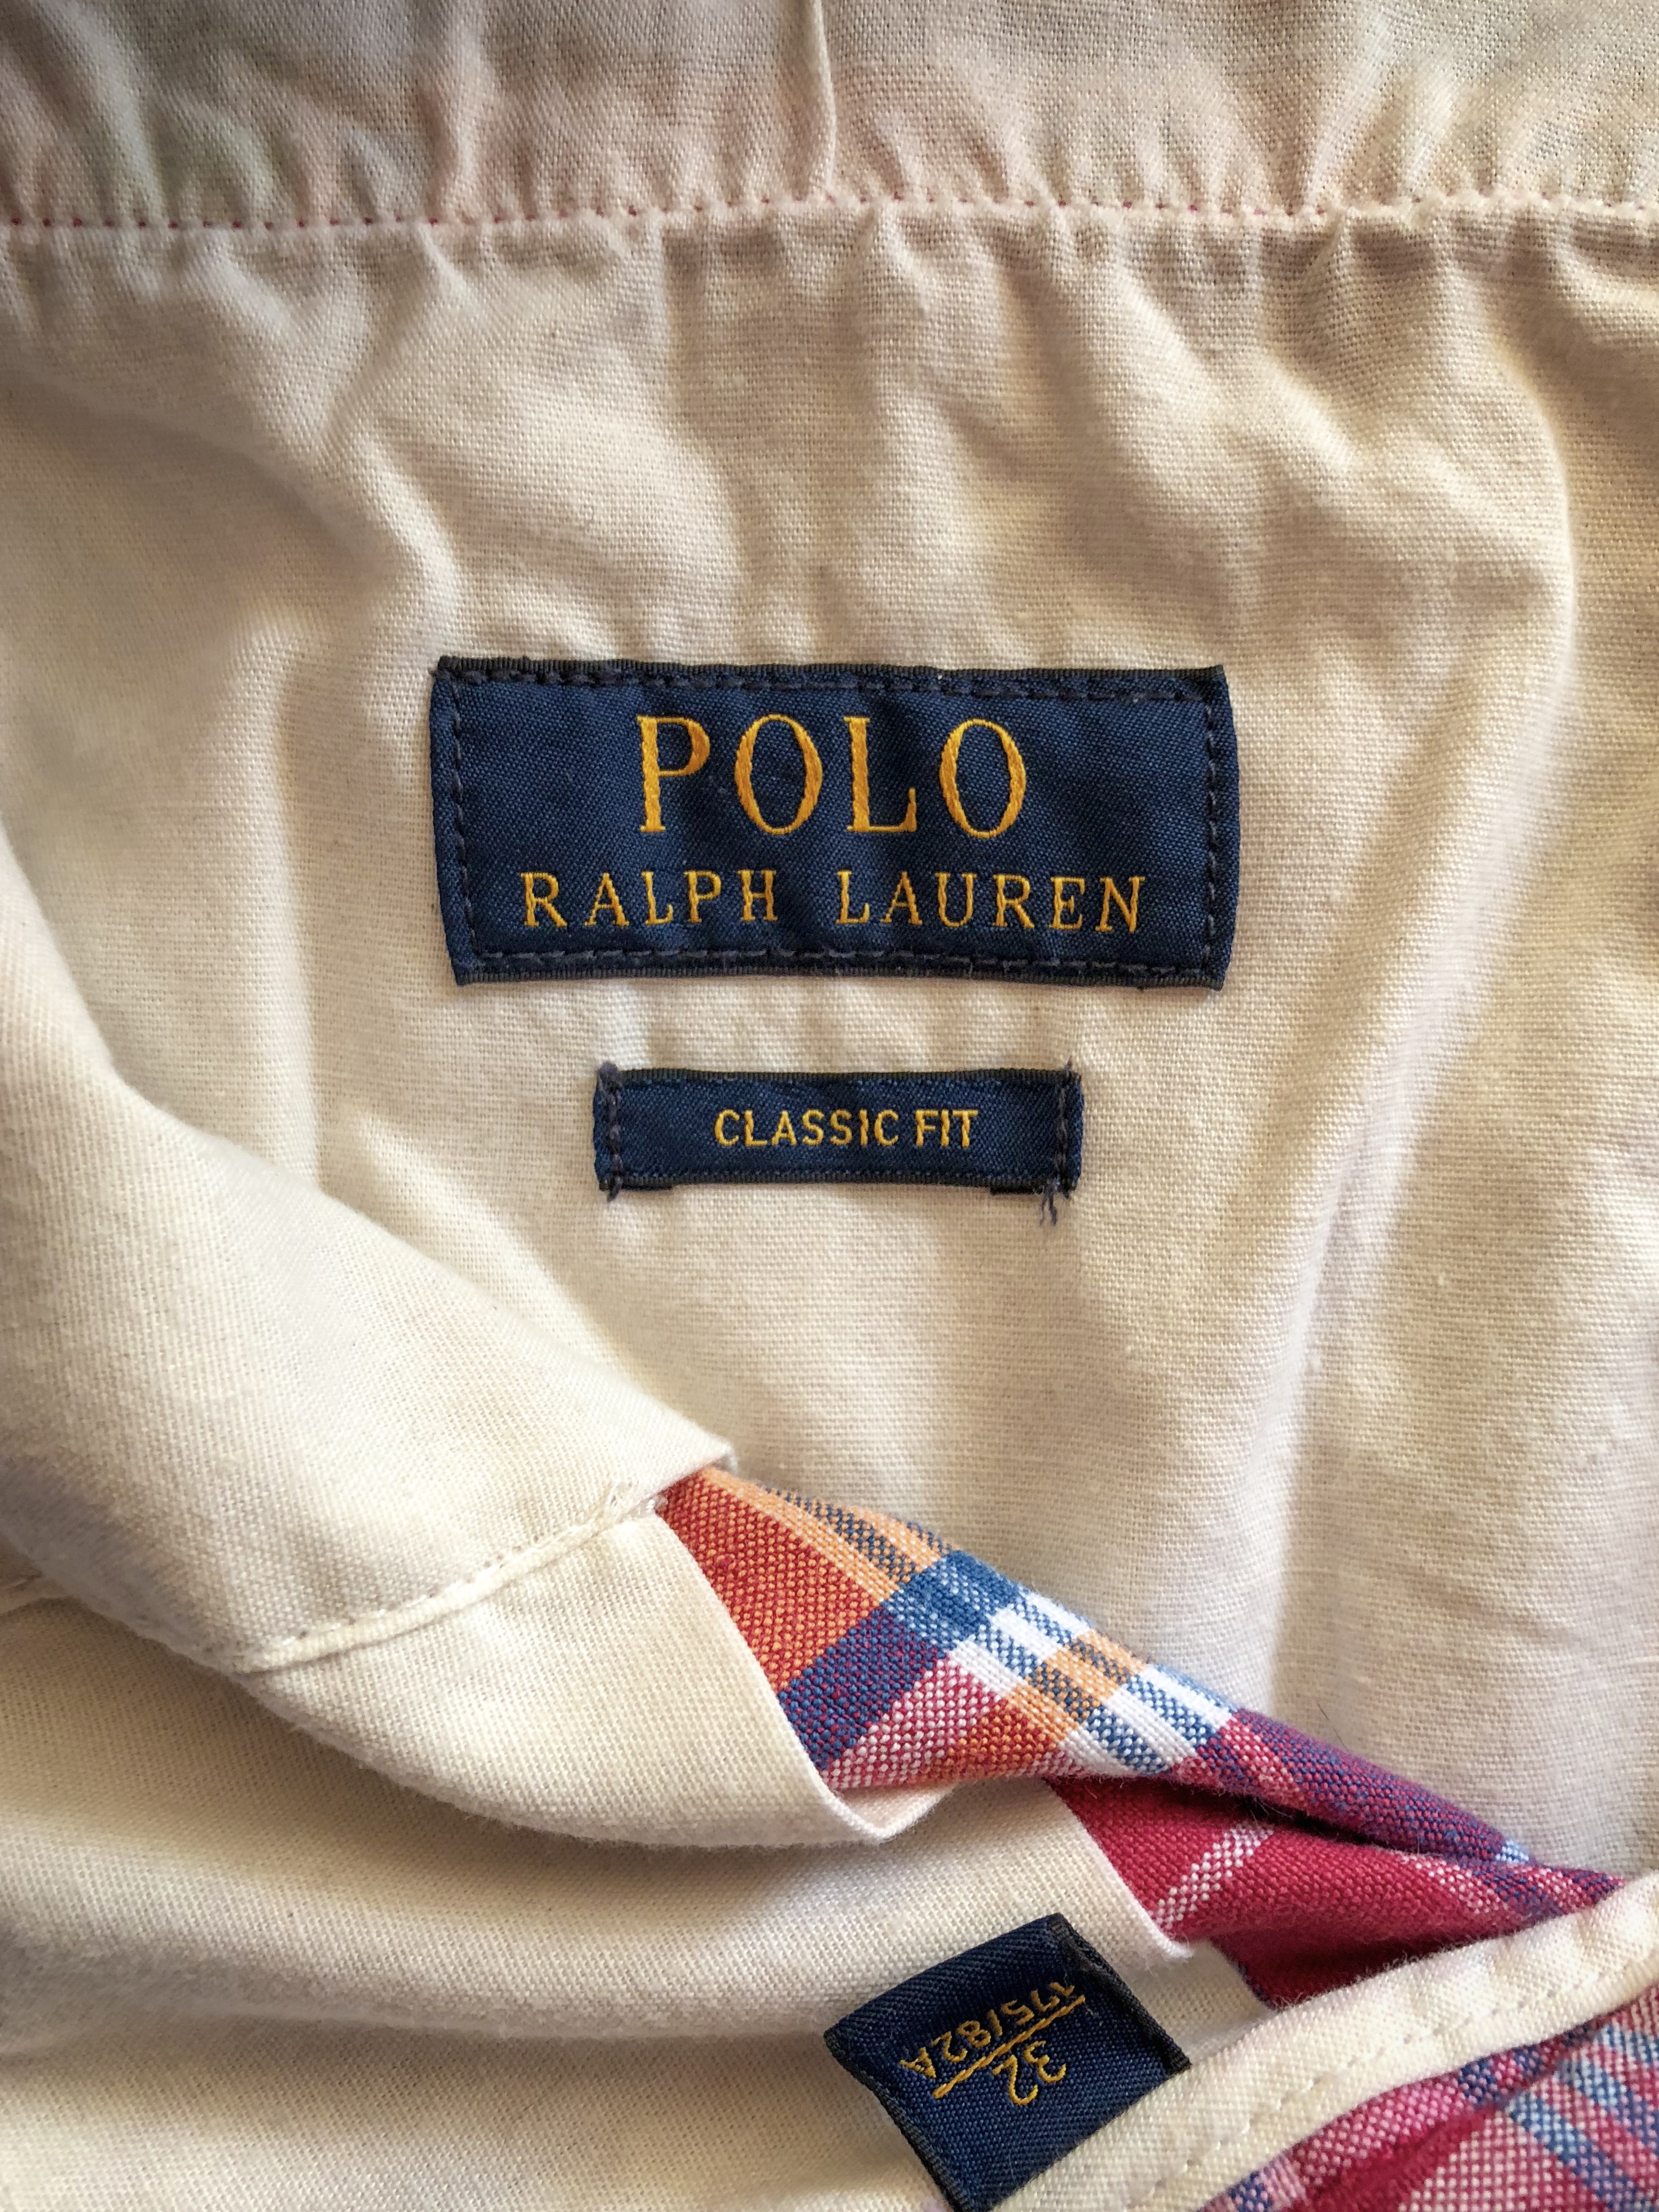 POLO
RALPH LAUREN
CLASSIC FIT
32
175/82A